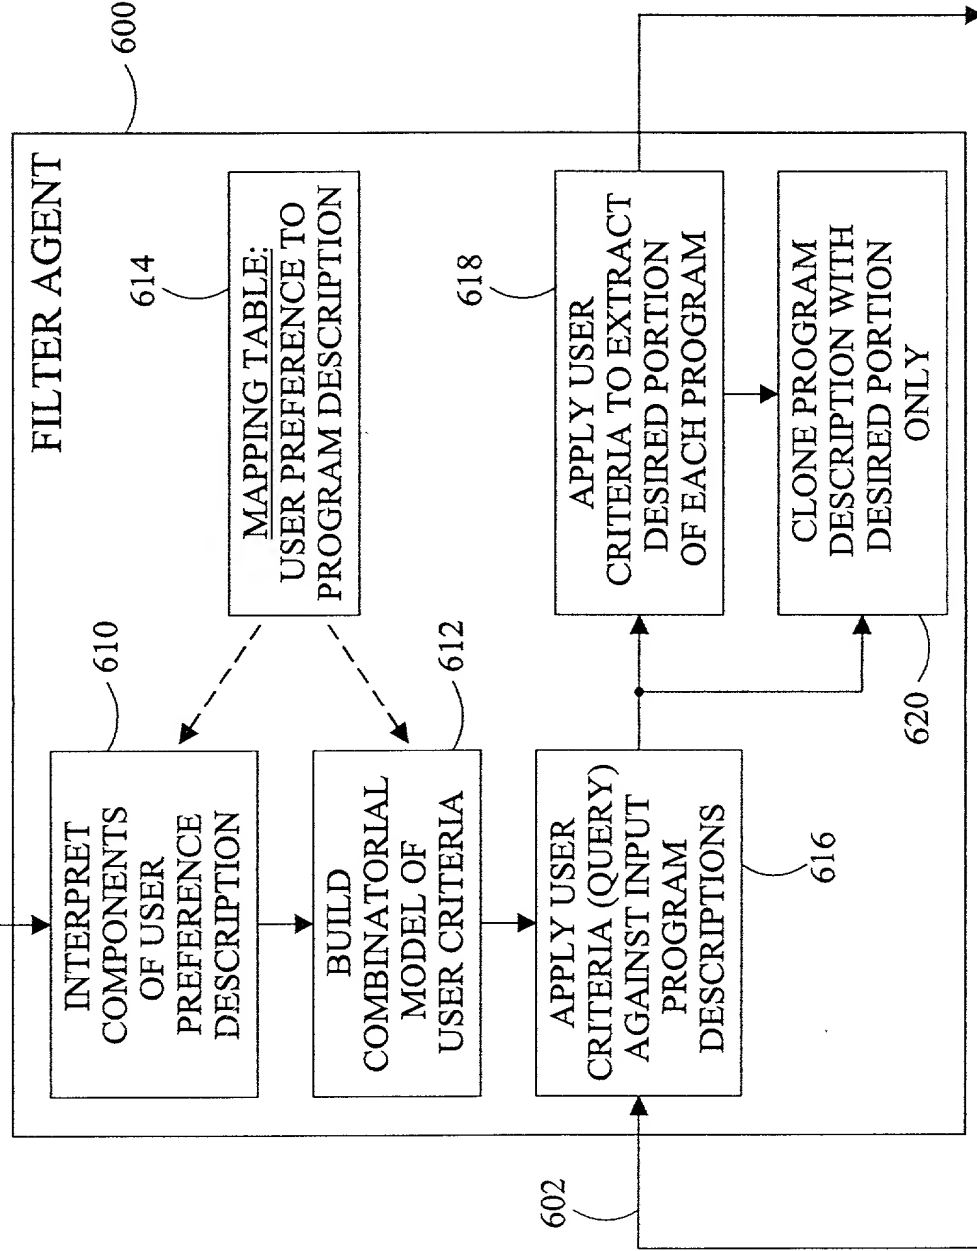 600
FILTER AGENT
610
INTERPRET
COMPONENTS
OF USER
PREFERENCE
DESCRIPTION
614
MAPPING TABLE:
USER PREFERENCE TO
PROGRAM DESCRIPTION
612
BUILD
COMBINATORIAL
MODEL OF
USER CRITERIA
602
APPLY USER
CRITERIA (QUERY)
AGAINST INPUT
PROGRAM
DESCRIPTIONS
616
618
APPLY USER
CRITERIA TO EXTRACT
DESIRED PORTION
OF EACH PROGRAM
620
CLONE PROGRAM
DESCRIPTION WITH
DESIRED PORTION
ONLY